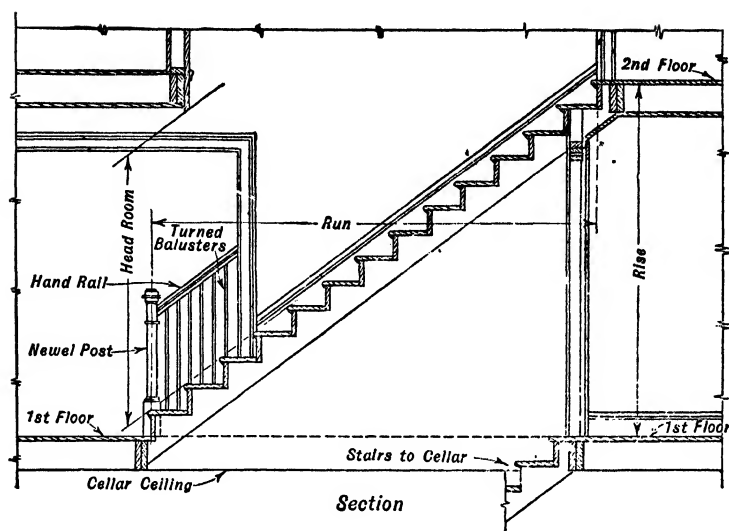 2nd Floor
Head Room
Turned
Balusters
Run
Hand Rail
Rise
Newel Post
1st Floor
1st Floor
Stairs to Cellar
Cellar Ceiling
Section